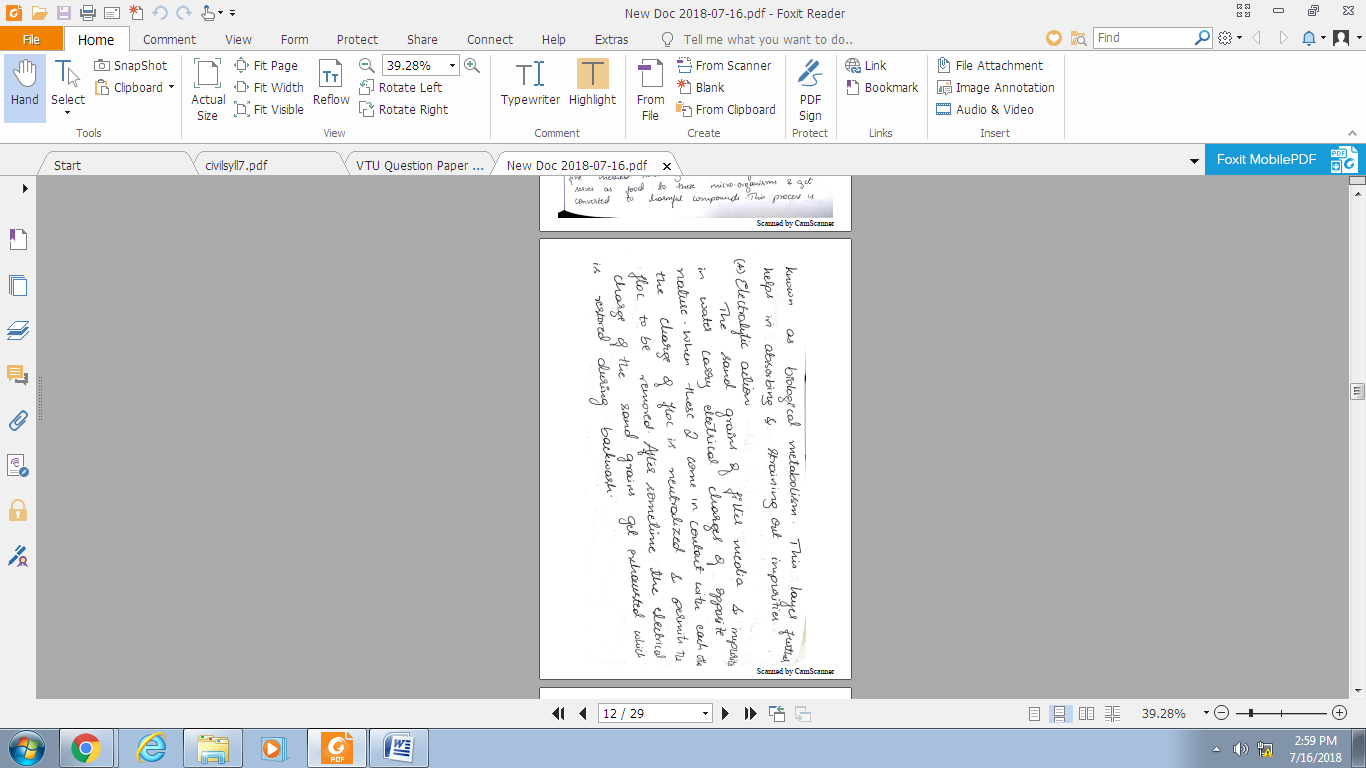 New Doc 2018-07-16.pdf - Foxit Reader
File Home Comment View Form Protect Share Connect Help Extras Tell me what you want to do.. Find
Hand
Select
SnapShot
Clipboard
Actual Size
Fit Page
Fit Width
Fit Visible
Reflow
39.28%
Rotate Left
Rotate Right
Typewriter
Highlight
From File
From Scanner
Blank
From Clipboard
PDF Sign
Link
Bookmark
File Attachment
Image Annotation
Audio & Video
Tools View Comment Create Protect Links Insert
Start civilsyll7.pdf VTU Question Paper ... New Doc 2018-07-16.pdf Foxit MobilePDF
serves as food to these micro-organisms & get
converted to harmful compounds. This process is
Scanned by CamScanner
known as biological metabolism. This layer further
helps in absorbing & straining out impurities.
(4) Electrolytic action
The sand grains of filter media &
in water carry eletrical charges of opposite
nature. When these 2 come in contact with each
the charge of floc is neutralized & permits
floc to be removed. After sometime the electrical
charge of the sand grains get exhausted which
is restored during backwash.
Scanned by CamScanner
12 / 29
39.28%
PDF
2:59 PM
7/16/2018